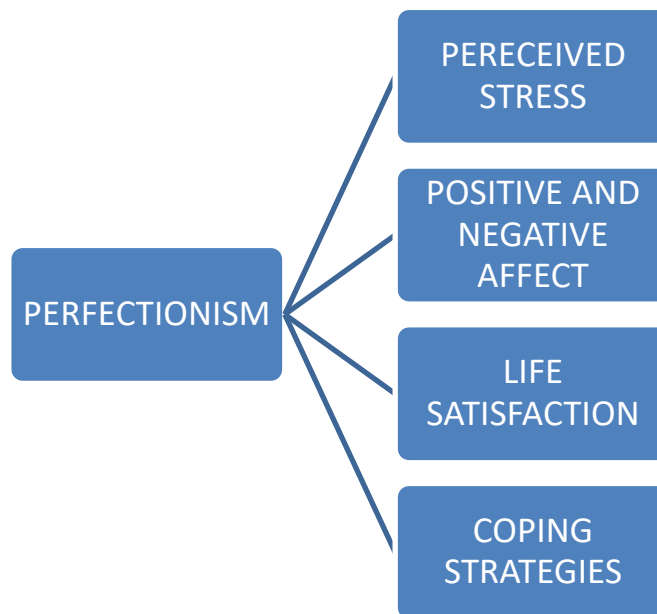 PERECEIVED
STRESS
POSITIVE AND
NEGATIVE
AFFECT
PERFECTIONISM
LIFE
SATISFACTION
COPING
STRATEGIES